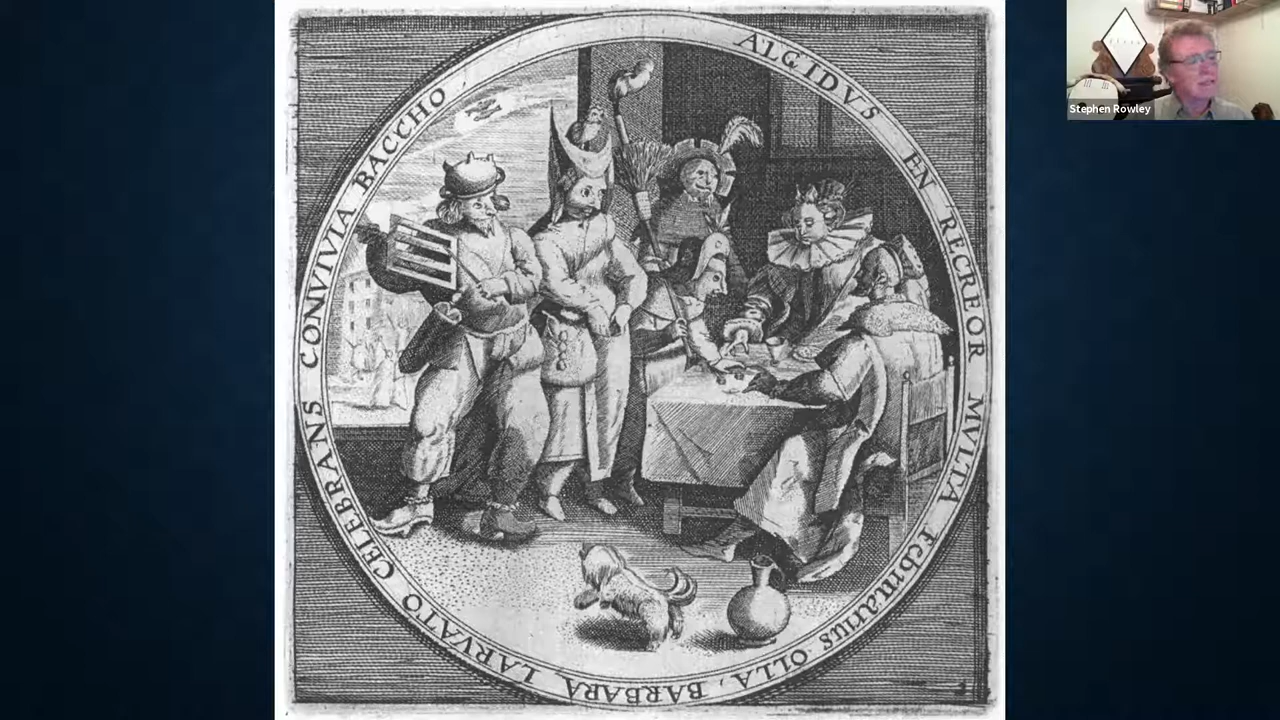 ALGIDVS EN RECREOR MVLTA Februarius OLLA, BARBARA LARVATO CELEBRANS CONVIVIA BACCHO,
Stephen Rowley